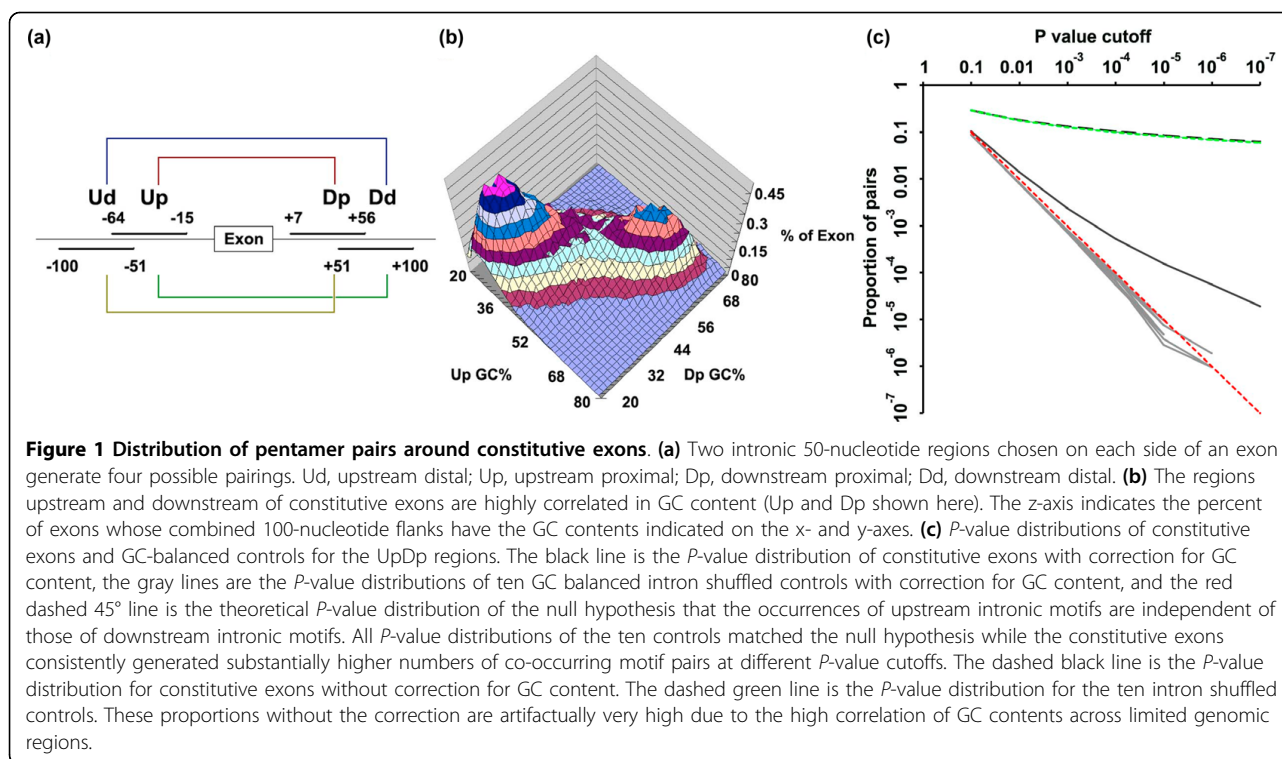 (a)
Ud Up Dp Dd
-64 -15 +7 +56
Exon
-100 -51 +51 +100
(b)
0.45
0.3
0.15
0
% of Exon
20
36
52
68
80
Up GC%
80
68
56
44
32
20
Dp GC%
(c)
P value cutoff
1 0.1 0.01 10-3 10-4 10-5 10-6 10-7
Proportion of pairs
1
0.1
0.01
10-3
10-4
10-5
10-6
10-7
Figure 1 Distribution of pentamer pairs around constitutive exons. (a) Two intronic 50-nucleotide regions chosen on each side of an exon
generate four possible pairings. Ud, upstream distal; Up, upstream proximal; Dp, downstream proximal; Dd, downstream distal. (b) The regions
upstream and downstream of constitutive exons are highly correlated in GC content (Up and Dp shown here). The z-axis indicates the percent
of exons whose combined 100-nucleotide flanks have the GC contents indicated on the x- and y-axes. (c) P-value distributions of constitutive
exons and GC-balanced controls for the UpDp regions. The black line is the P-value distribution of constitutive exons with correction for GC
content, the gray lines are the P-value distributions of ten GC balanced intron shuffled controls with correction for GC content, and the red
dashed 45° line is the theoretical P-value distribution of the null hypothesis that the occurrences of upstream intronic motifs are independent of
those of downstream intronic motifs. All P-value distributions of the ten controls matched the null hypothesis while the constitutive exons
consistently generated substantially higher numbers of co-occurring motif pairs at different P-value cutoffs. The dashed black line is the P-value
distribution for constitutive exons without correction for GC content. The dashed green line is the P-value distribution for the ten intron shuffled
controls. These proportions without the correction are artifactually very high due to the high correlation of GC contents across limited genomic
regions.